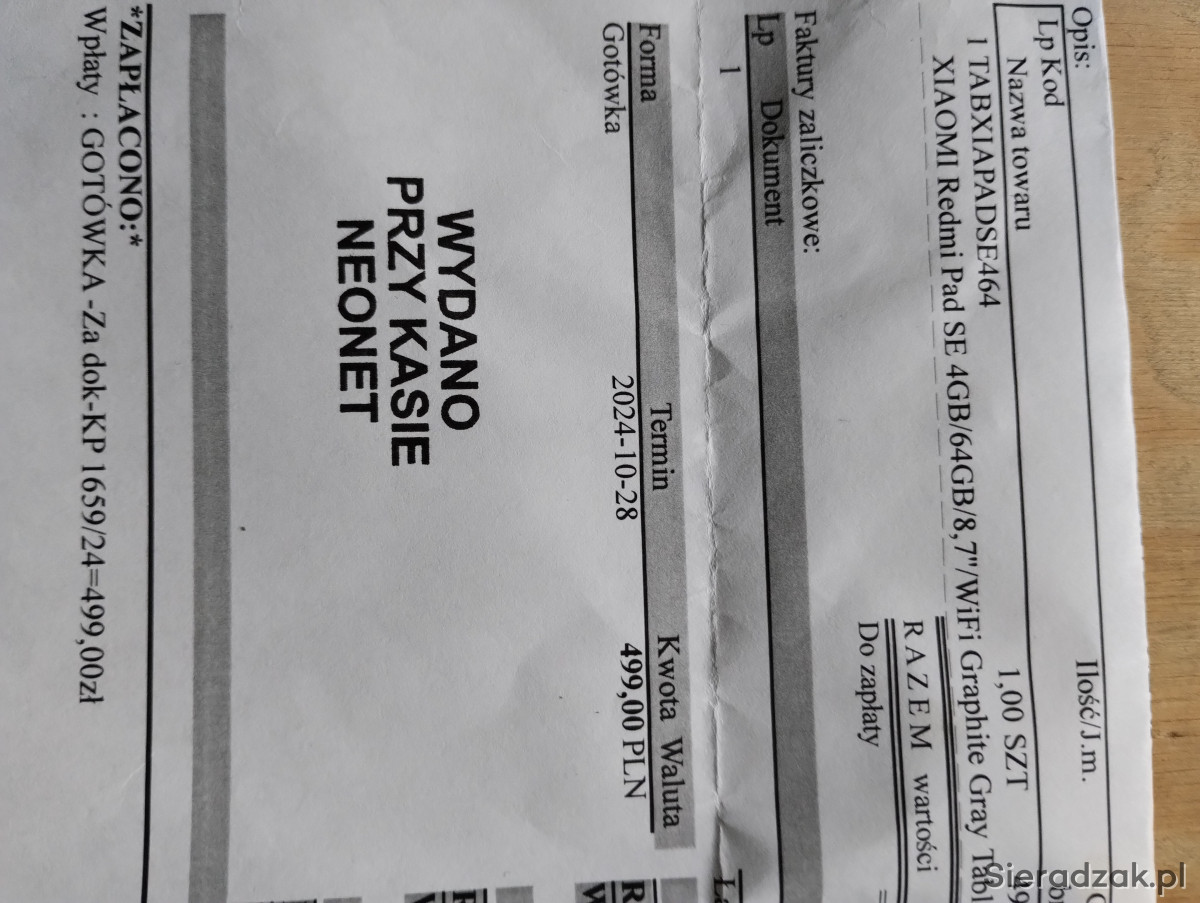 Opis:
Lp Kod Ilość/J.m.
Nazwa towaru
1 TABXIAPADSE464 1,00 SZT
XIAOMI Redmi Pad SE 4GB/64GB/8,7"/WiFi Graphite Gray Tabl
R A Z E M wartości
Do zapłaty
Faktury zaliczkowe:
Lp Dokument
1
Forma Termin Kwota Waluta
Gotówka 2024-10-28 499,00 PLN
WYDANO
PRZY KASIE
NEONET
*ZAPŁACONO:*
Wpłaty : GOTÓWKA -Za dok-KP 1659/24=499,00zł
Sieradzak.pl